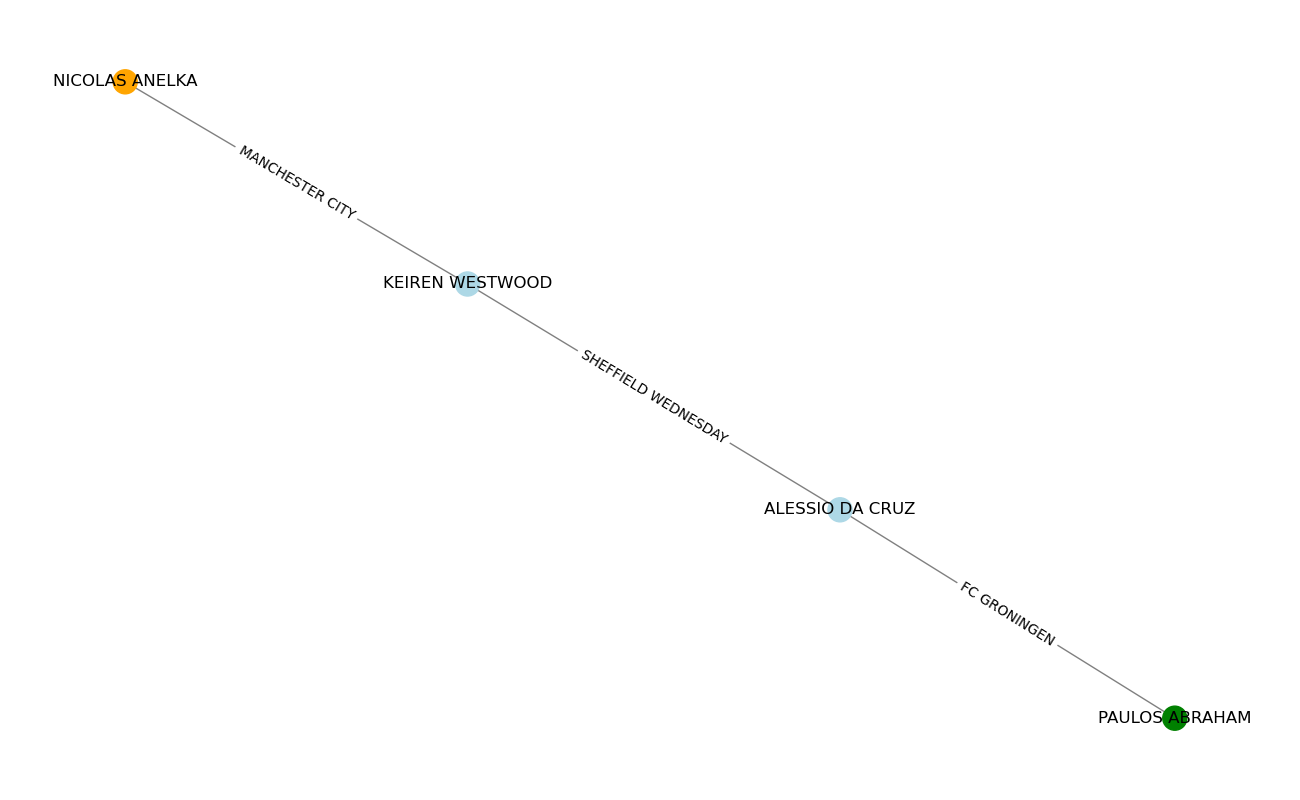 NICOLAS ANELKA
MANCHESTER CITY
KEIREN WESTWOOD
SHEFFIELD WEDNESDAY
ALESSIO DA CRUZ
FC GRONINGEN
PAULOS ABRAHAM